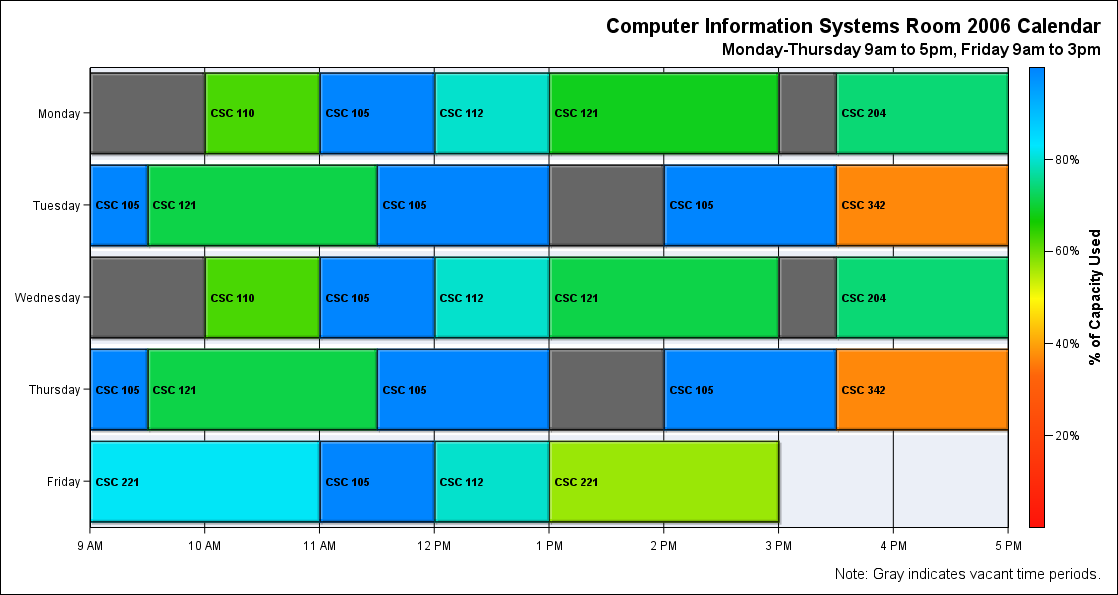 Computer Information Systems Room 2006 Calendar
Monday-Thursday 9am to 5pm, Friday 9am to 3pm
Monday
CSC 110
CSC 105
CSC 112
CSC 121
CSC 204
Tuesday
CSC 105
CSC 121
CSC 105
CSC 105
CSC 342
Wednesday
CSC 110
CSC 105
CSC 112
CSC 121
CSC 204
Thursday
CSC 105
CSC 121
CSC 105
CSC 105
CSC 342
Friday
CSC 221
CSC 105
CSC 112
CSC 221
9 AM
10 AM
11 AM
12 PM
1 PM
2 PM
3 PM
4 PM
5 PM
80%
60%
40%
20%
% of Capacity Used
Note: Gray indicates vacant time periods.